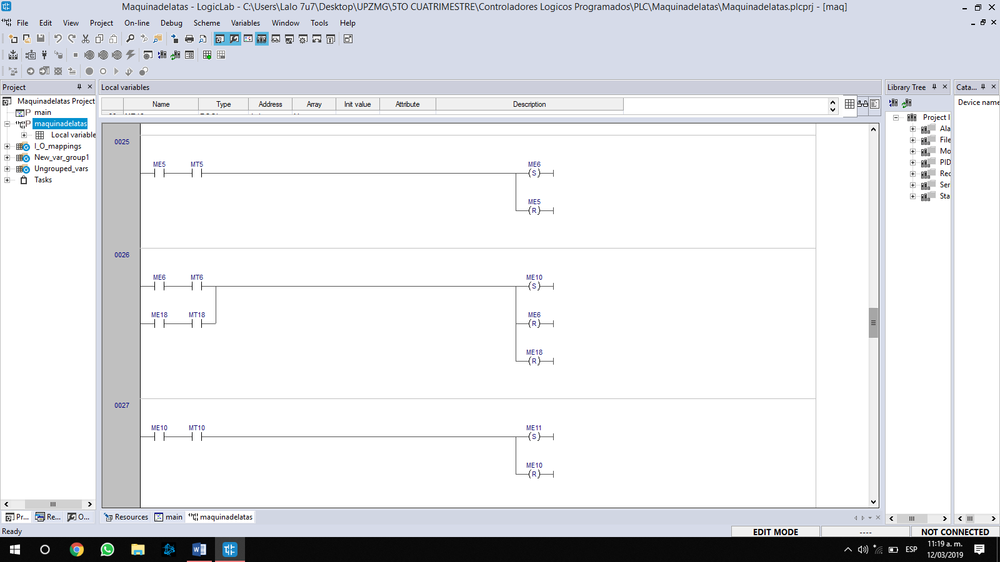 Maquinadelatas - LogicLab - C:\Users\Lalo 7u7\Desktop\UPZMG\5TO CUATRIMESTRE\Controladores Logicos Programados\PLC\Maquinadelatas\Maquinadelatas.plcprj - [maq]
File Edit View Project On-line Debug Scheme Variables Window Tools Help
Project
Local variables
Library Tree
Cata...
Name Type Address Array Init value Attribute Description
Maquinadelatas Project
main
maquinadelatas
Local variable
I_O_mappings
New_var_group1
Ungrouped_vars
Tasks
0025
ME5 MT5 ME6
S
ME5
R
0026
ME6 MT6 ME10
S
ME18 MT18 ME6
R
ME18
R
0027
ME10 MT10 ME11
S
ME10
R
Project l
Ala
File
Mo
PID
Rec
Ser
Sta
Device name
Pr... Re... O...
Resources main maquinadelatas
Ready
EDIT MODE ---- NOT CONNECTED
ESP
11:19 a. m.
12/03/2019